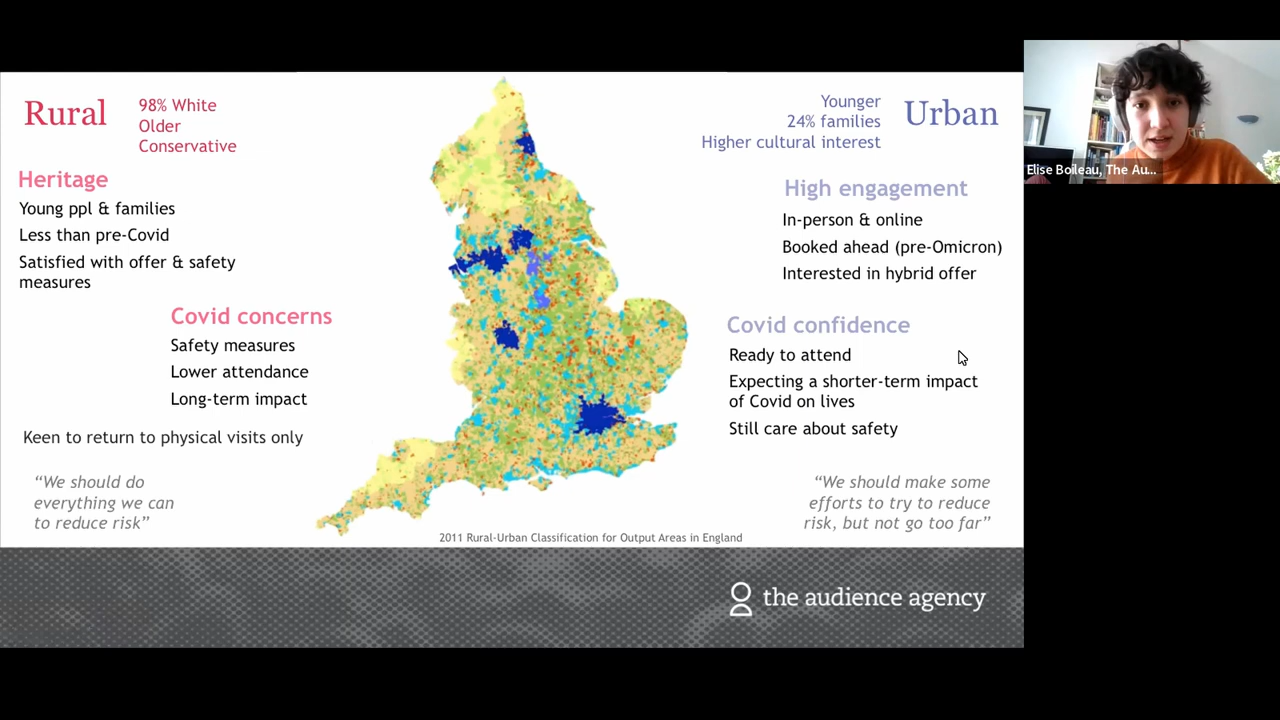 Rural
98% White
Older
Conservative
Heritage
Young ppl & families
Less than pre-Covid
Satisfied with offer & safety
measures
Covid concerns
Safety measures
Lower attendance
Long-term impact
Keen to return to physical visits only
“We should do
everything we can
to reduce risk”
Younger
24% families
Higher cultural interest
Urban
High engagement
In-person & online
Booked ahead (pre-Omicron)
Interested in hybrid offer
Covid confidence
Ready to attend
Expecting a shorter-term impact
of Covid on lives
Still care about safety
“We should make some
efforts to try to reduce
risk, but not go too far”
2011 Rural-Urban Classification for Output Areas in England
the audience agency
Elise Boileau, The Au...